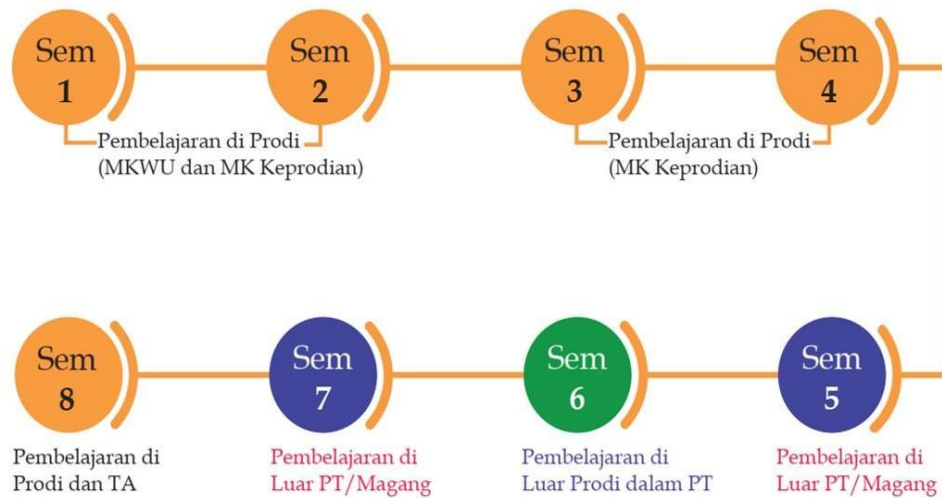 Sem
1
Sem
2
Sem
3
Sem
4
Pembelajaran di Prodi
(MKWU dan MK Keprodian)
Pembelajaran di Prodi
(MK Keprodian)
Sem
8
Sem
7
Sem
6
Sem
5
Pembelajaran di
Prodi dan TA
Pembelajaran di
Luar PT/Magang
Pembelajaran di
Luar Prodi dalam PT
Pembelajaran di
Luar PT/Magang